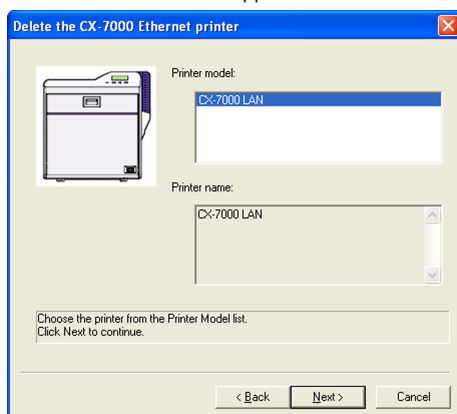 Delete the CX-7000 Ethernet printer
Printer model:
CX-7000 LAN
Printer name:
CX-7000 LAN
Choose the printer from the Printer Model list.
Click Next to continue.
< Back
Next >
Cancel